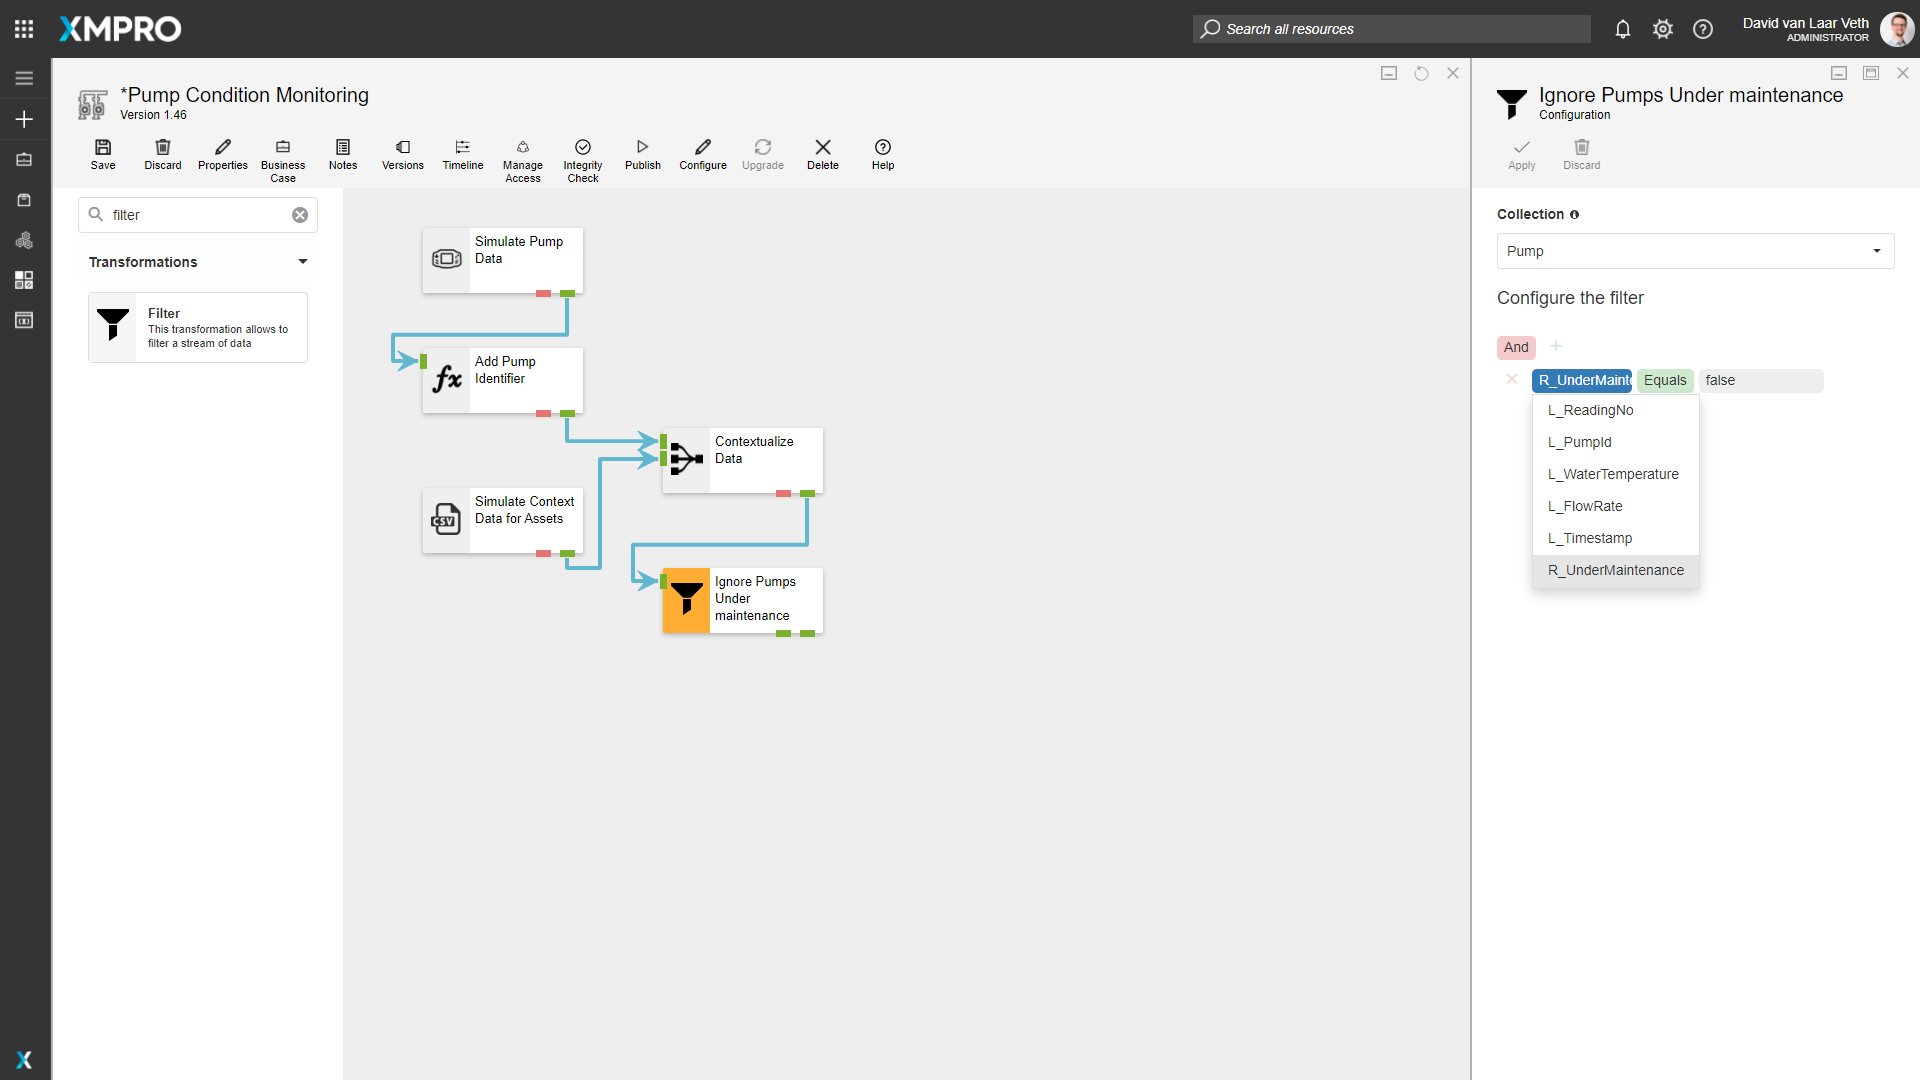 XMPRO
Search all resources
David van Laar Veth
ADMINISTRATOR
*Pump Condition Monitoring
Version 1.46
Save
Discard
Properties
Business
Case
Notes
Versions
Timeline
Manage
Access
Integrity
Check
Publish
Configure
Upgrade
Delete
Help
filter
Transformations
Filter
This transformation allows to
filter a stream of data
Simulate Pump
Data
Add Pump
Identifier
Contextualize
Data
Simulate Context
Data for Assets
CSV
Ignore Pumps
Under
maintenance
Ignore Pumps Under maintenance
Configuration
Apply
Discard
Collection
Pump
Configure the filter
And
R_UnderMainte Equals false
L_ReadingNo
L_PumpId
L_WaterTemperature
L_FlowRate
L_Timestamp
R_UnderMaintenance